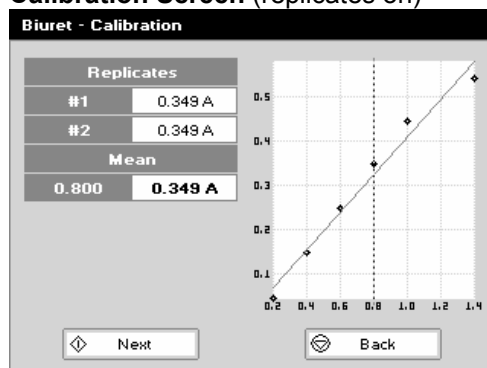 Calibration Screen (replicates on)
Biuret - Calibration
Replicates
#1 0.349 A
#2 0.349 A
Mean
0.800 0.349 A
0.5
0.4
0.3
0.2
0.1
0.2 0.4 0.6 0.8 1.0 1.2 1.4
Next
Back